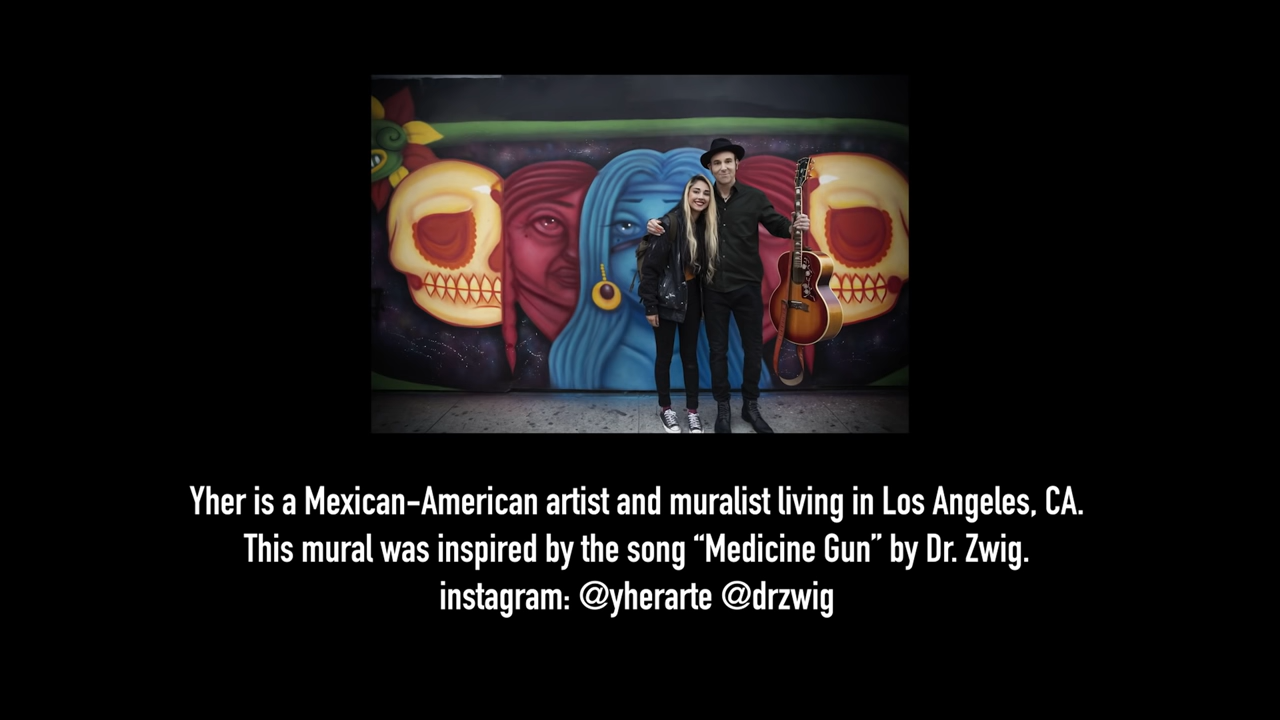 Yher is a Mexican-American artist and muralist living in Los Angeles, CA.
This mural was inspired by the song “Medicine Gun” by Dr. Zwig.
instagram: @yherarte @drzwig